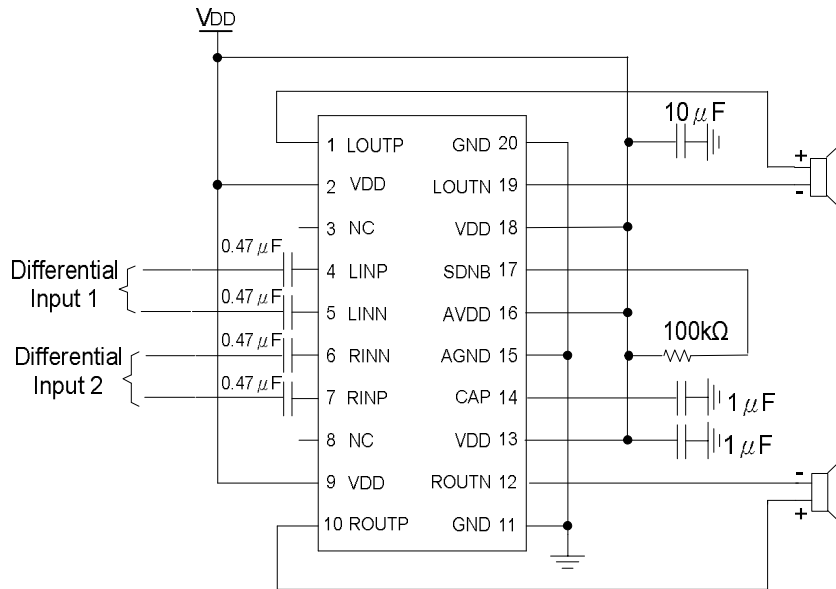 VDD
10μF
1 LOUTP GND 20
+
2 VDD LOUTN 19
-
3 NC VDD 18
0.47μF
4 LINP SDNB 17
Differential
Input 1
0.47μF
5 LINN AVDD 16
100kΩ
0.47μF
6 RINN AGND 15
Differential
Input 2
0.47μF
7 RINP CAP 14
1μF
8 NC VDD 13
1μF
9 VDD ROUTN 12
-
+
10 ROUTP GND 11